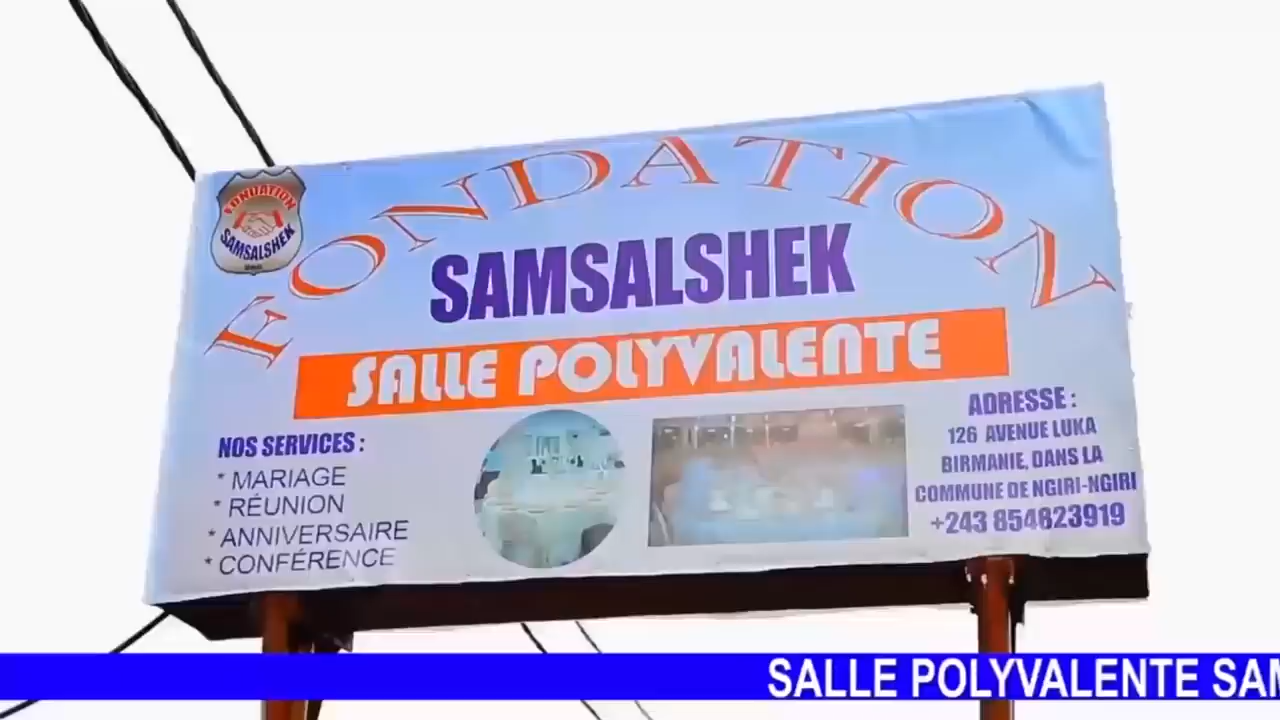 FONDATION
SAMSALSHEK
FONDATION
SAMSALSHEK
SALLE POLYVALENTE
NOS SERVICES :
* MARIAGE
* RÉUNION
* ANNIVERSAIRE
* CONFÉRENCE
ADRESSE :
126 AVENUE LUKA
BIRMANIE, DANS LA
COMMUNE DE NGIRI-NGIRI
+243 854823919
SALLE POLYVALENTE SAM